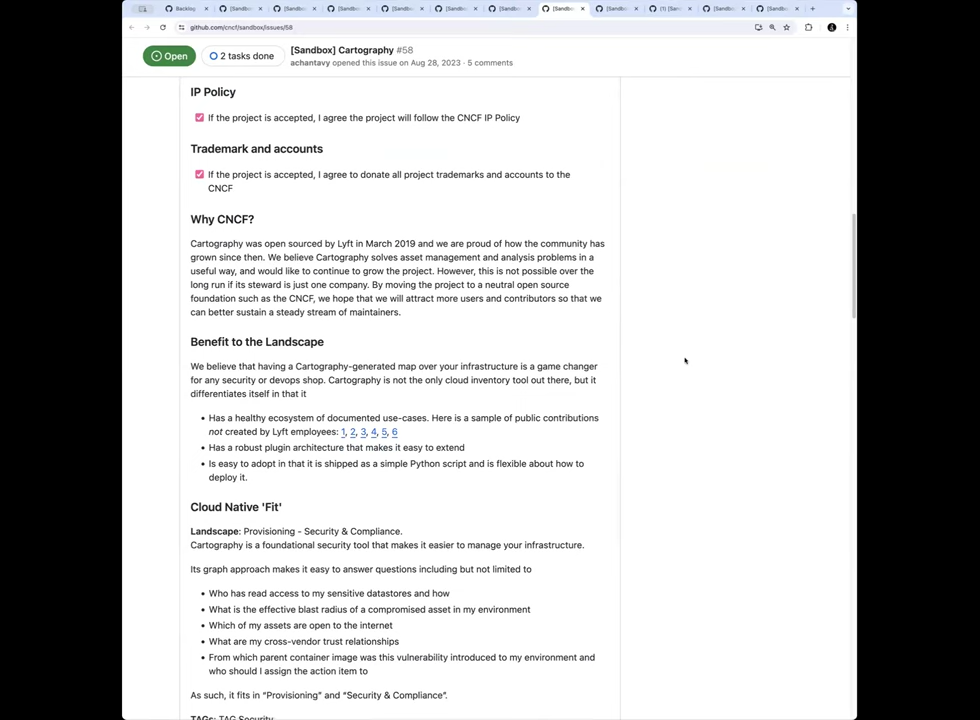 Backlog
[Sandbox]
[Sandbox]
[Sandbox]
[Sandbox]
[Sandbox]
[Sandbox]
[Sandbox]
[Sandbox]
(1) [San
[Sandbox]
[Sandbox]
github.com/cncf/sandbox/issues/58
Open
2 tasks done
[Sandbox] Cartography #58
achantavy opened this issue on Aug 28, 2023 · 5 comments
IP Policy
If the project is accepted, I agree the project will follow the CNCF IP Policy
Trademark and accounts
If the project is accepted, I agree to donate all project trademarks and accounts to the
CNCF
Why CNCF?
Cartography was open sourced by Lyft in March 2019 and we are proud of how the community has
grown since then. We believe Cartography solves asset management and analysis problems in a
useful way, and would like to continue to grow the project. However, this is not possible over the
long run if its steward is just one company. By moving the project to a neutral open source
foundation such as the CNCF, we hope that we will attract more users and contributors so that we
can better sustain a steady stream of maintainers.
Benefit to the Landscape
We believe that having a Cartography-generated map over your infrastructure is a game changer
for any security or devops shop. Cartography is not the only cloud inventory tool out there, but it
differentiates itself in that it
• Has a healthy ecosystem of documented use-cases. Here is a sample of public contributions
not created by Lyft employees: 1, 2, 3, 4, 5, 6
• Has a robust plugin architecture that makes it easy to extend
• Is easy to adopt in that it is shipped as a simple Python script and is flexible about how to
deploy it.
Cloud Native 'Fit'
Landscape: Provisioning - Security & Compliance.
Cartography is a foundational security tool that makes it easier to manage your infrastructure.
Its graph approach makes it easy to answer questions including but not limited to
• Who has read access to my sensitive datastores and how
• What is the effective blast radius of a compromised asset in my environment
• Which of my assets are open to the internet
• What are my cross-vendor trust relationships
• From which parent container image was this vulnerability introduced to my environment and
who should I assign the action item to
As such, it fits in “Provisioning” and “Security & Compliance”.
TAGs: TAG Security